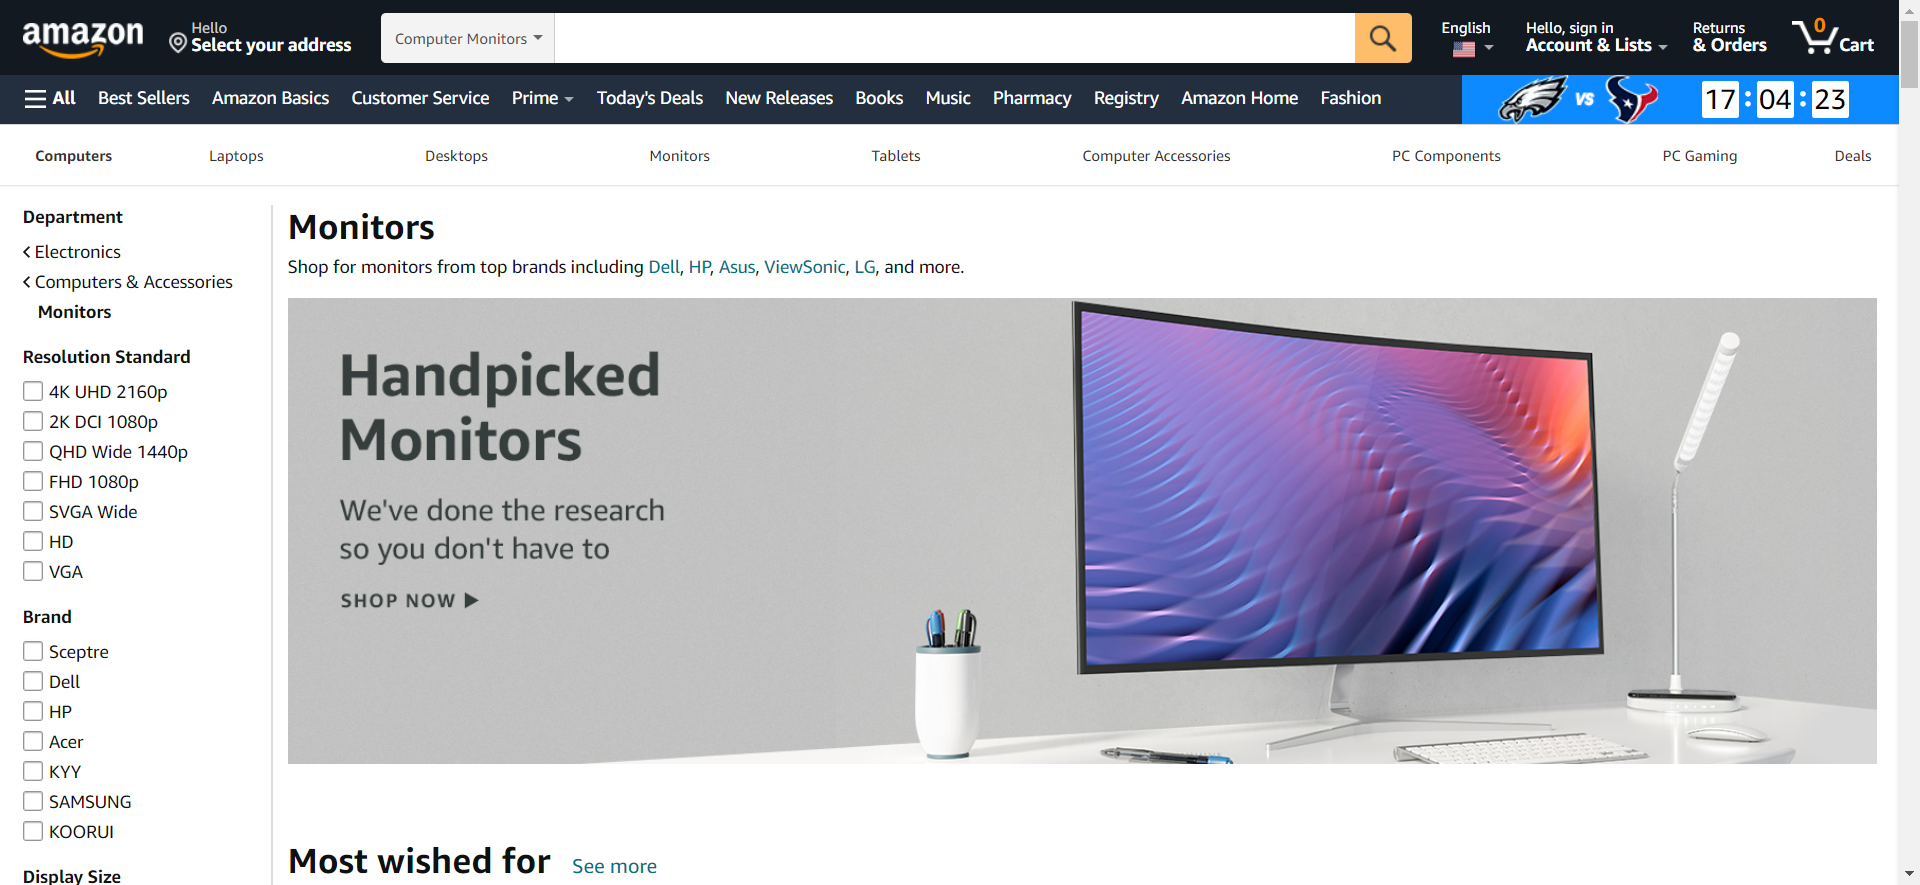 amazon
Hello
Select your address
Computer Monitors
English
Hello, sign in
Account & Lists
Returns
& Orders
0
Cart
All
Best Sellers
Amazon Basics
Customer Service
Prime
Today's Deals
New Releases
Books
Music
Pharmacy
Registry
Amazon Home
Fashion
VS
17:04:23
Computers
Laptops
Desktops
Monitors
Tablets
Computer Accessories
PC Components
PC Gaming
Deals
Department
Electronics
Computers & Accessories
Monitors
Resolution Standard
4K UHD 2160p
2K DCI 1080p
QHD Wide 1440p
FHD 1080p
SVGA Wide
HD
VGA
Brand
Sceptre
Dell
HP
Acer
KYY
SAMSUNG
KOORUI
Display Size
Monitors
Shop for monitors from top brands including Dell, HP, Asus, ViewSonic, LG, and more.
Handpicked
Monitors
We've done the research
so you don't have to
SHOP NOW
Most wished for
See more